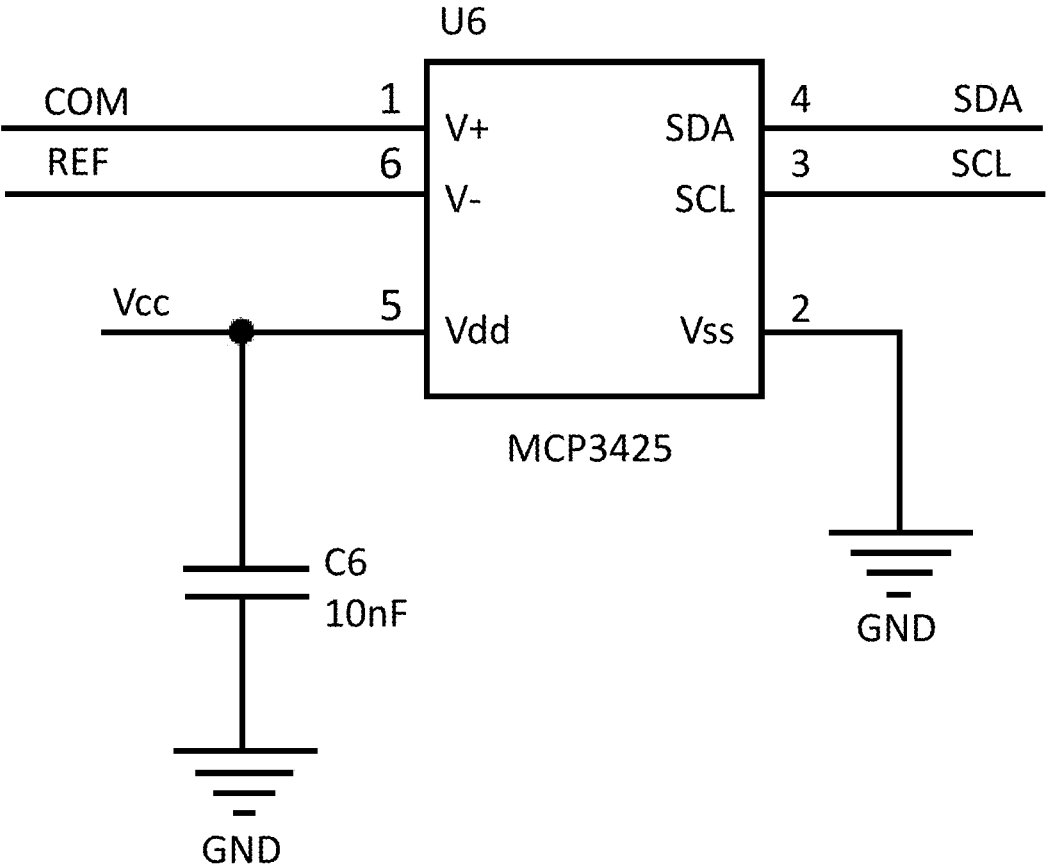 U6
COM 1 4 SDA
V+ SDA
REF 6 3 SCL
V- SCL
Vcc 5 2
Vdd Vss
MCP3425
C6
10nF
GND
GND